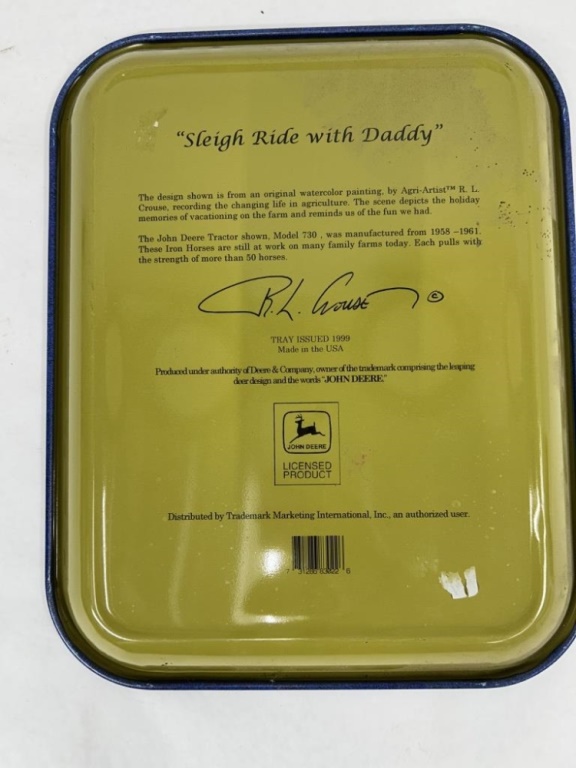 "Sleigh Ride with Daddy"
The design shown is from an original watercolor painting, by Agri-Artist™ R. L.
Crouse, recording the changing life in agriculture. The scene depicts the holiday
memories of vacationing on the farm and reminds us of the fun we had.
The John Deere Tractor shown, Model 730 , was manufactured from 1958 –1961.
These Iron Horses are still at work on many family farms today. Each pulls with
the strength of more than 50 horses.
R.L. Crouse ©
TRAY ISSUED 1999
Made in the USA
Produced under authority of Deere & Company, owner of the trademark comprising the leaping
deer design and the words "JOHN DEERE."
JOHN DEERE
LICENSED
PRODUCT
Distributed by Trademark Marketing International, Inc., an authorized user.